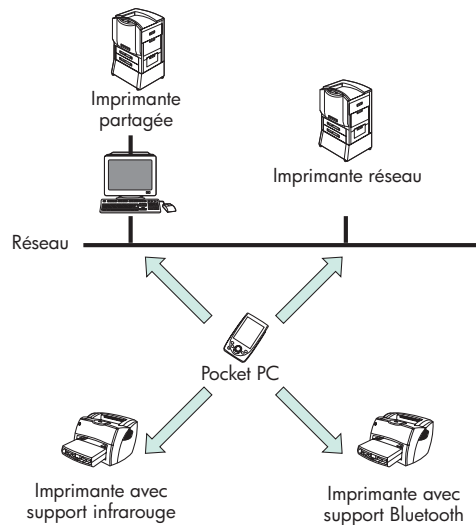 Imprimante
partagée
Imprimante réseau
Réseau
Pocket PC
Imprimante avec
support infrarouge
Imprimante avec
support Bluetooth